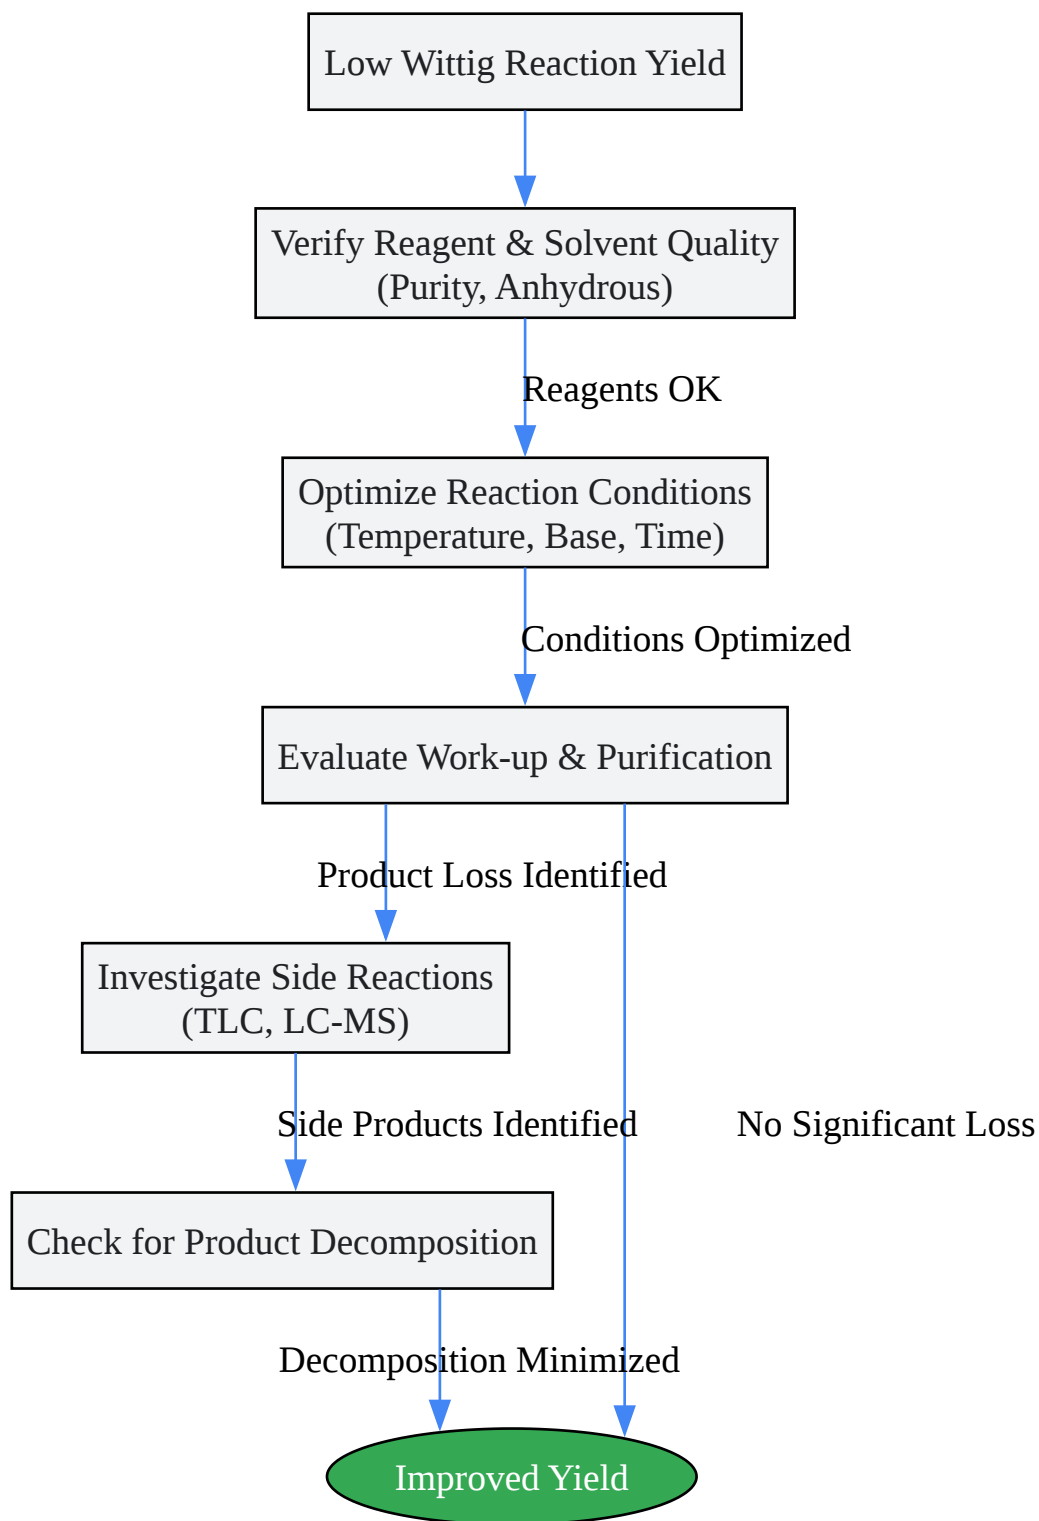 Low Wittig Reaction Yield
Verify Reagent & Solvent Quality
(Purity, Anhydrous)
Reagents OK
Optimize Reaction Conditions
(Temperature, Base, Time)
Conditions Optimized
Evaluate Work-up & Purification
Product Loss Identified
Investigate Side Reactions
(TLC, LC-MS)
Side Products Identified
No Significant Loss
Check for Product Decomposition
Decomposition Minimized
Improved Yield